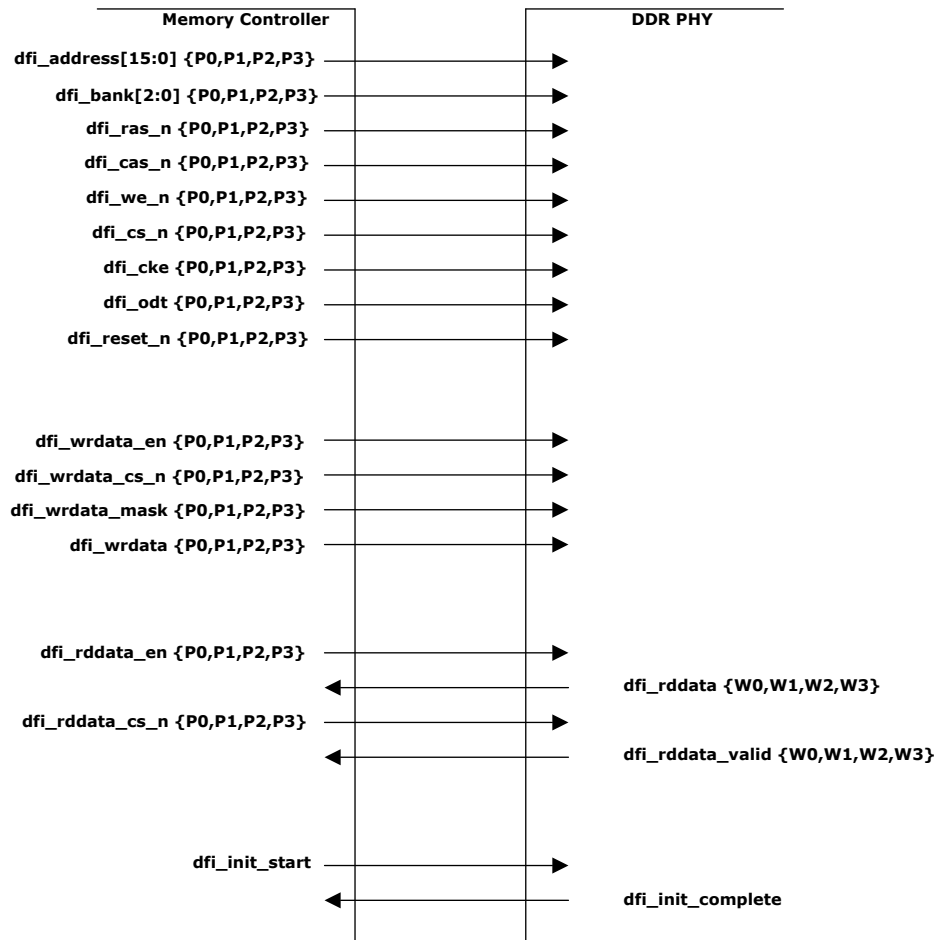 Memory Controller
DDR PHY
dfi_address[15:0] {P0,P1,P2,P3}
dfi_bank[2:0] {P0,P1,P2,P3}
dfi_ras_n {P0,P1,P2,P3}
dfi_cas_n {P0,P1,P2,P3}
dfi_we_n {P0,P1,P2,P3}
dfi_cs_n {P0,P1,P2,P3}
dfi_cke {P0,P1,P2,P3}
dfi_odt {P0,P1,P2,P3}
dfi_reset_n {P0,P1,P2,P3}
dfi_wrdata_en {P0,P1,P2,P3}
dfi_wrdata_cs_n {P0,P1,P2,P3}
dfi_wrdata_mask {P0,P1,P2,P3}
dfi_wrdata {P0,P1,P2,P3}
dfi_rddata_en {P0,P1,P2,P3}
dfi_rddata {W0,W1,W2,W3}
dfi_rddata_cs_n {P0,P1,P2,P3}
dfi_rddata_valid {W0,W1,W2,W3}
dfi_init_start
dfi_init_complete